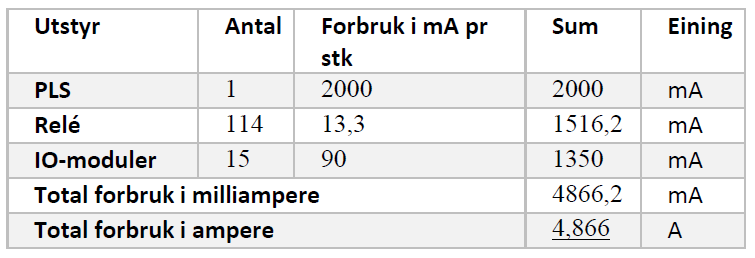 Utstyr Antal Forbruk i mA pr stk Sum Eining
PLS 1 2000 2000 mA
Relé 114 13,3 1516,2 mA
IO-moduler 15 90 1350 mA
Total forbruk i milliampere 4866,2 mA
Total forbruk i ampere 4,866 A